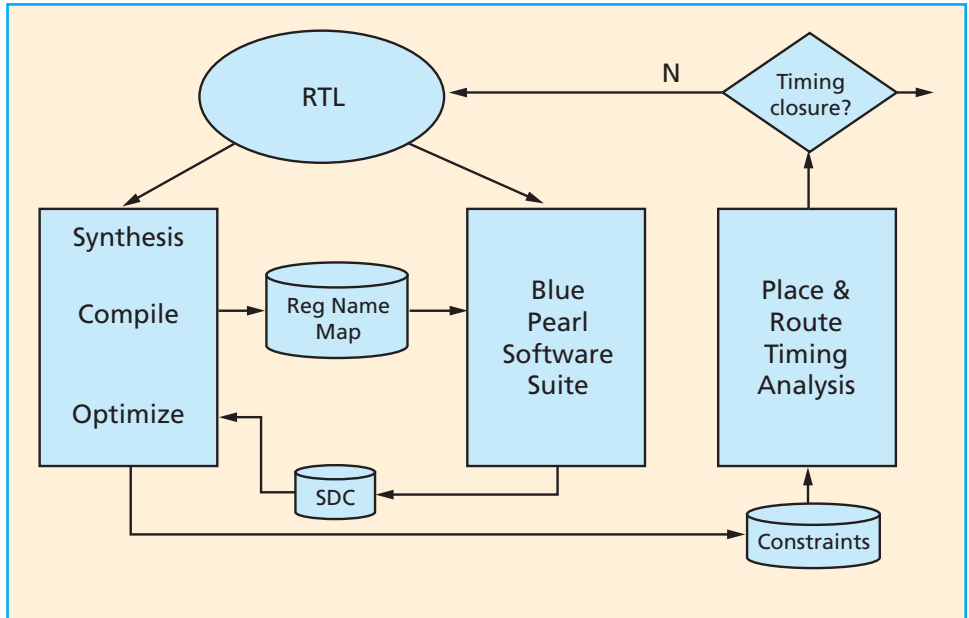 RTL
N
Timing
closure?
Synthesis
Compile
Optimize
Reg Name
Map
Blue
Pearl
Software
Suite
Place &
Route
Timing
Analysis
SDC
Constraints